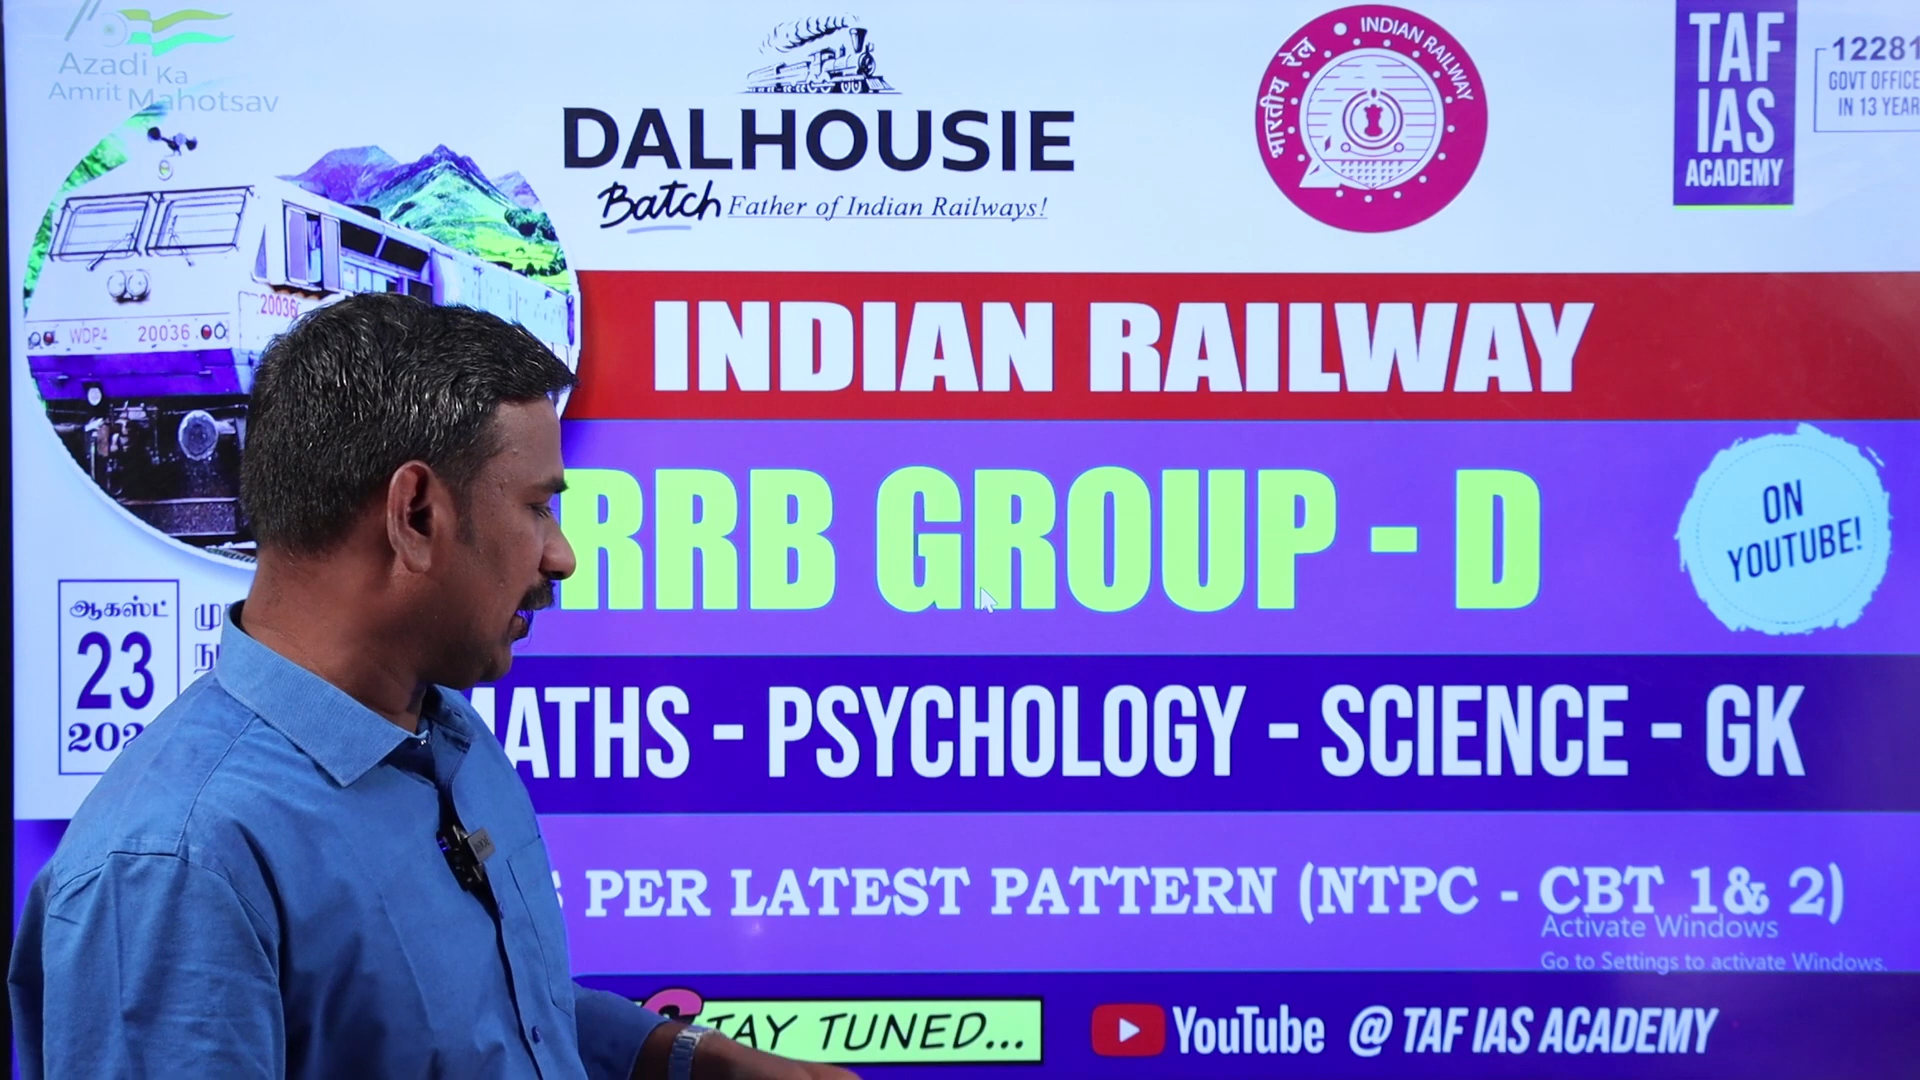 Azadi Ka
Amrit Mahotsav
DALHOUSIE
Batch Father of Indian Railways!
भारतीय रेल INDIAN RAILWAY
TAF
IAS
ACADEMY
12281
GOVT OFFICE
IN 13 YEAR
20036
WDP4 20036
INDIAN RAILWAY
RRB GROUP - D
ON
YOUTUBE!
ஆகஸ்ட்
23
MATHS - PSYCHOLOGY - SCIENCE - GK
PER LATEST PATTERN (NTPC - CBT 1& 2)
Activate Windows
Go to Settings to activate Windows.
STAY TUNED...
YouTube @ TAF IAS ACADEMY